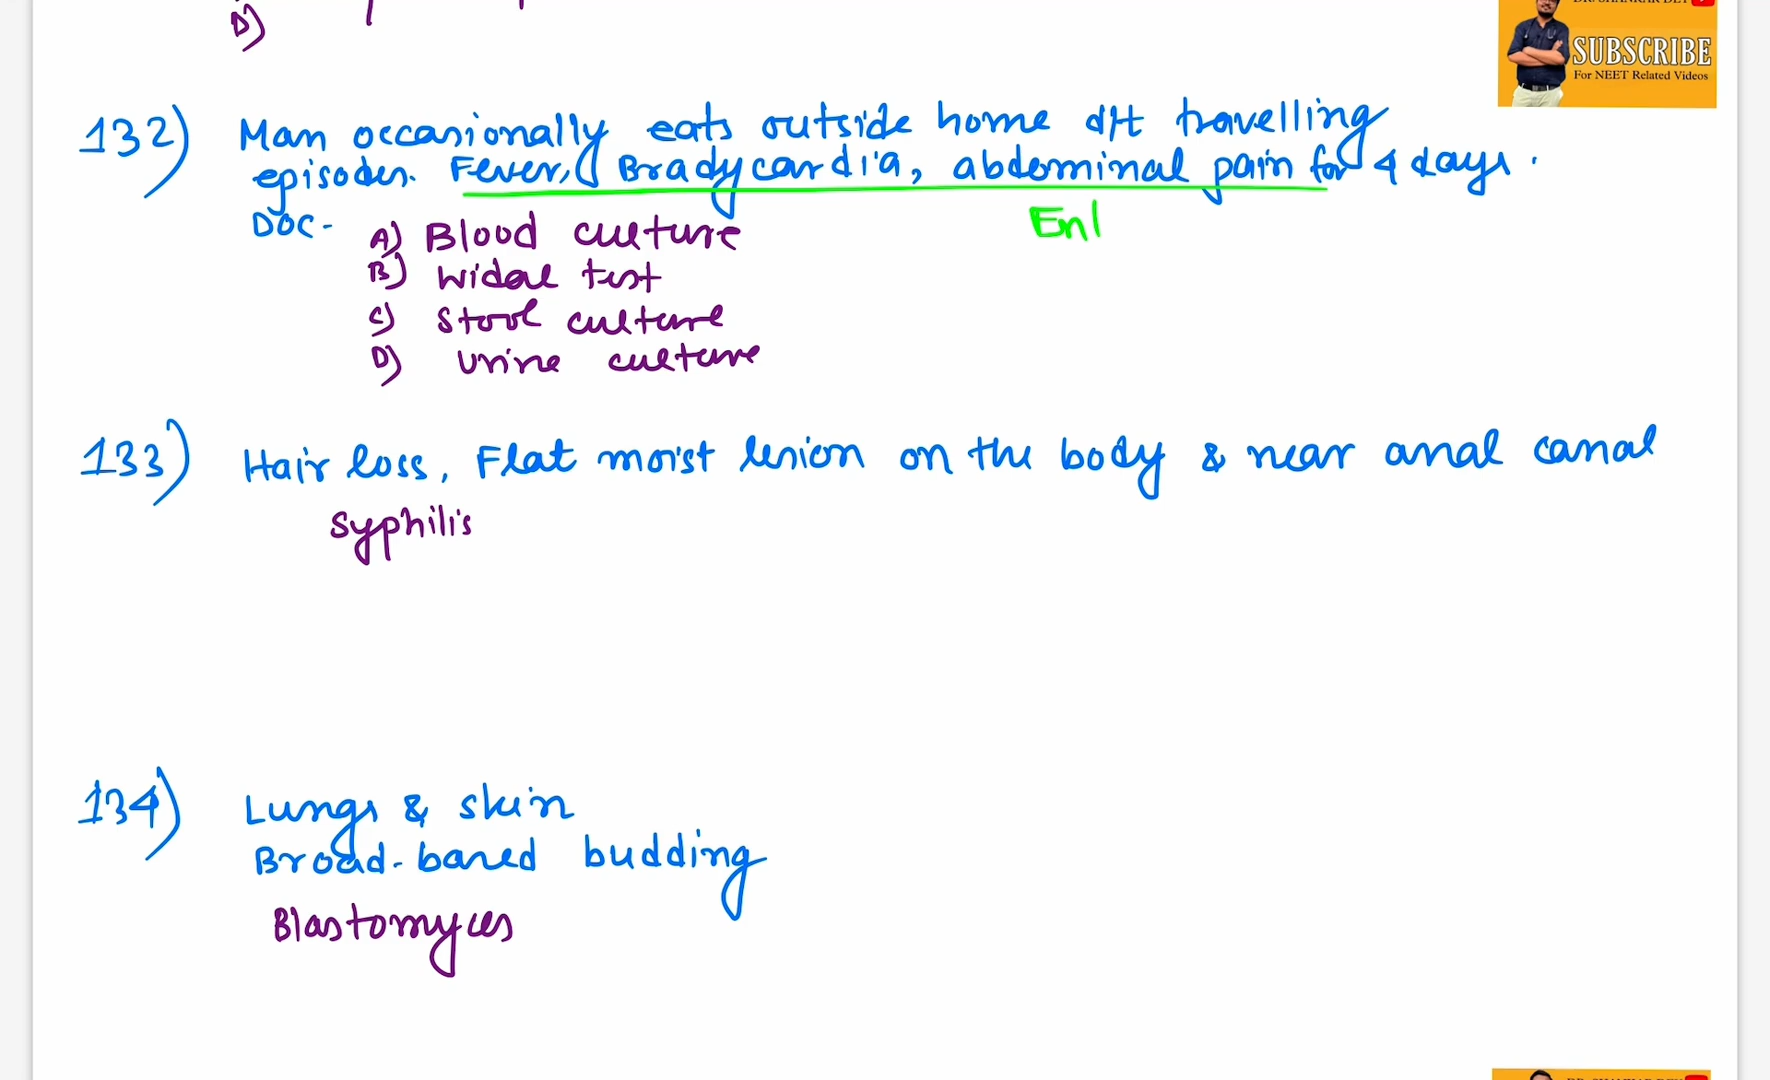 D)
SUBSCRIBE
For NEET Related Videos
132) Man occasionally eats outside home d/t travelling
episodes. Fever, Bradycardia, abdominal pain for 4 days.
DOC-
Enl
A) Blood culture
B) Widal test
C) Stool culture
D) Urine culture
133) Hair loss, Flat moist lesion on the body & near anal canal
Syphilis
134) Lungs & skin
Broad-based budding
Blastomyces